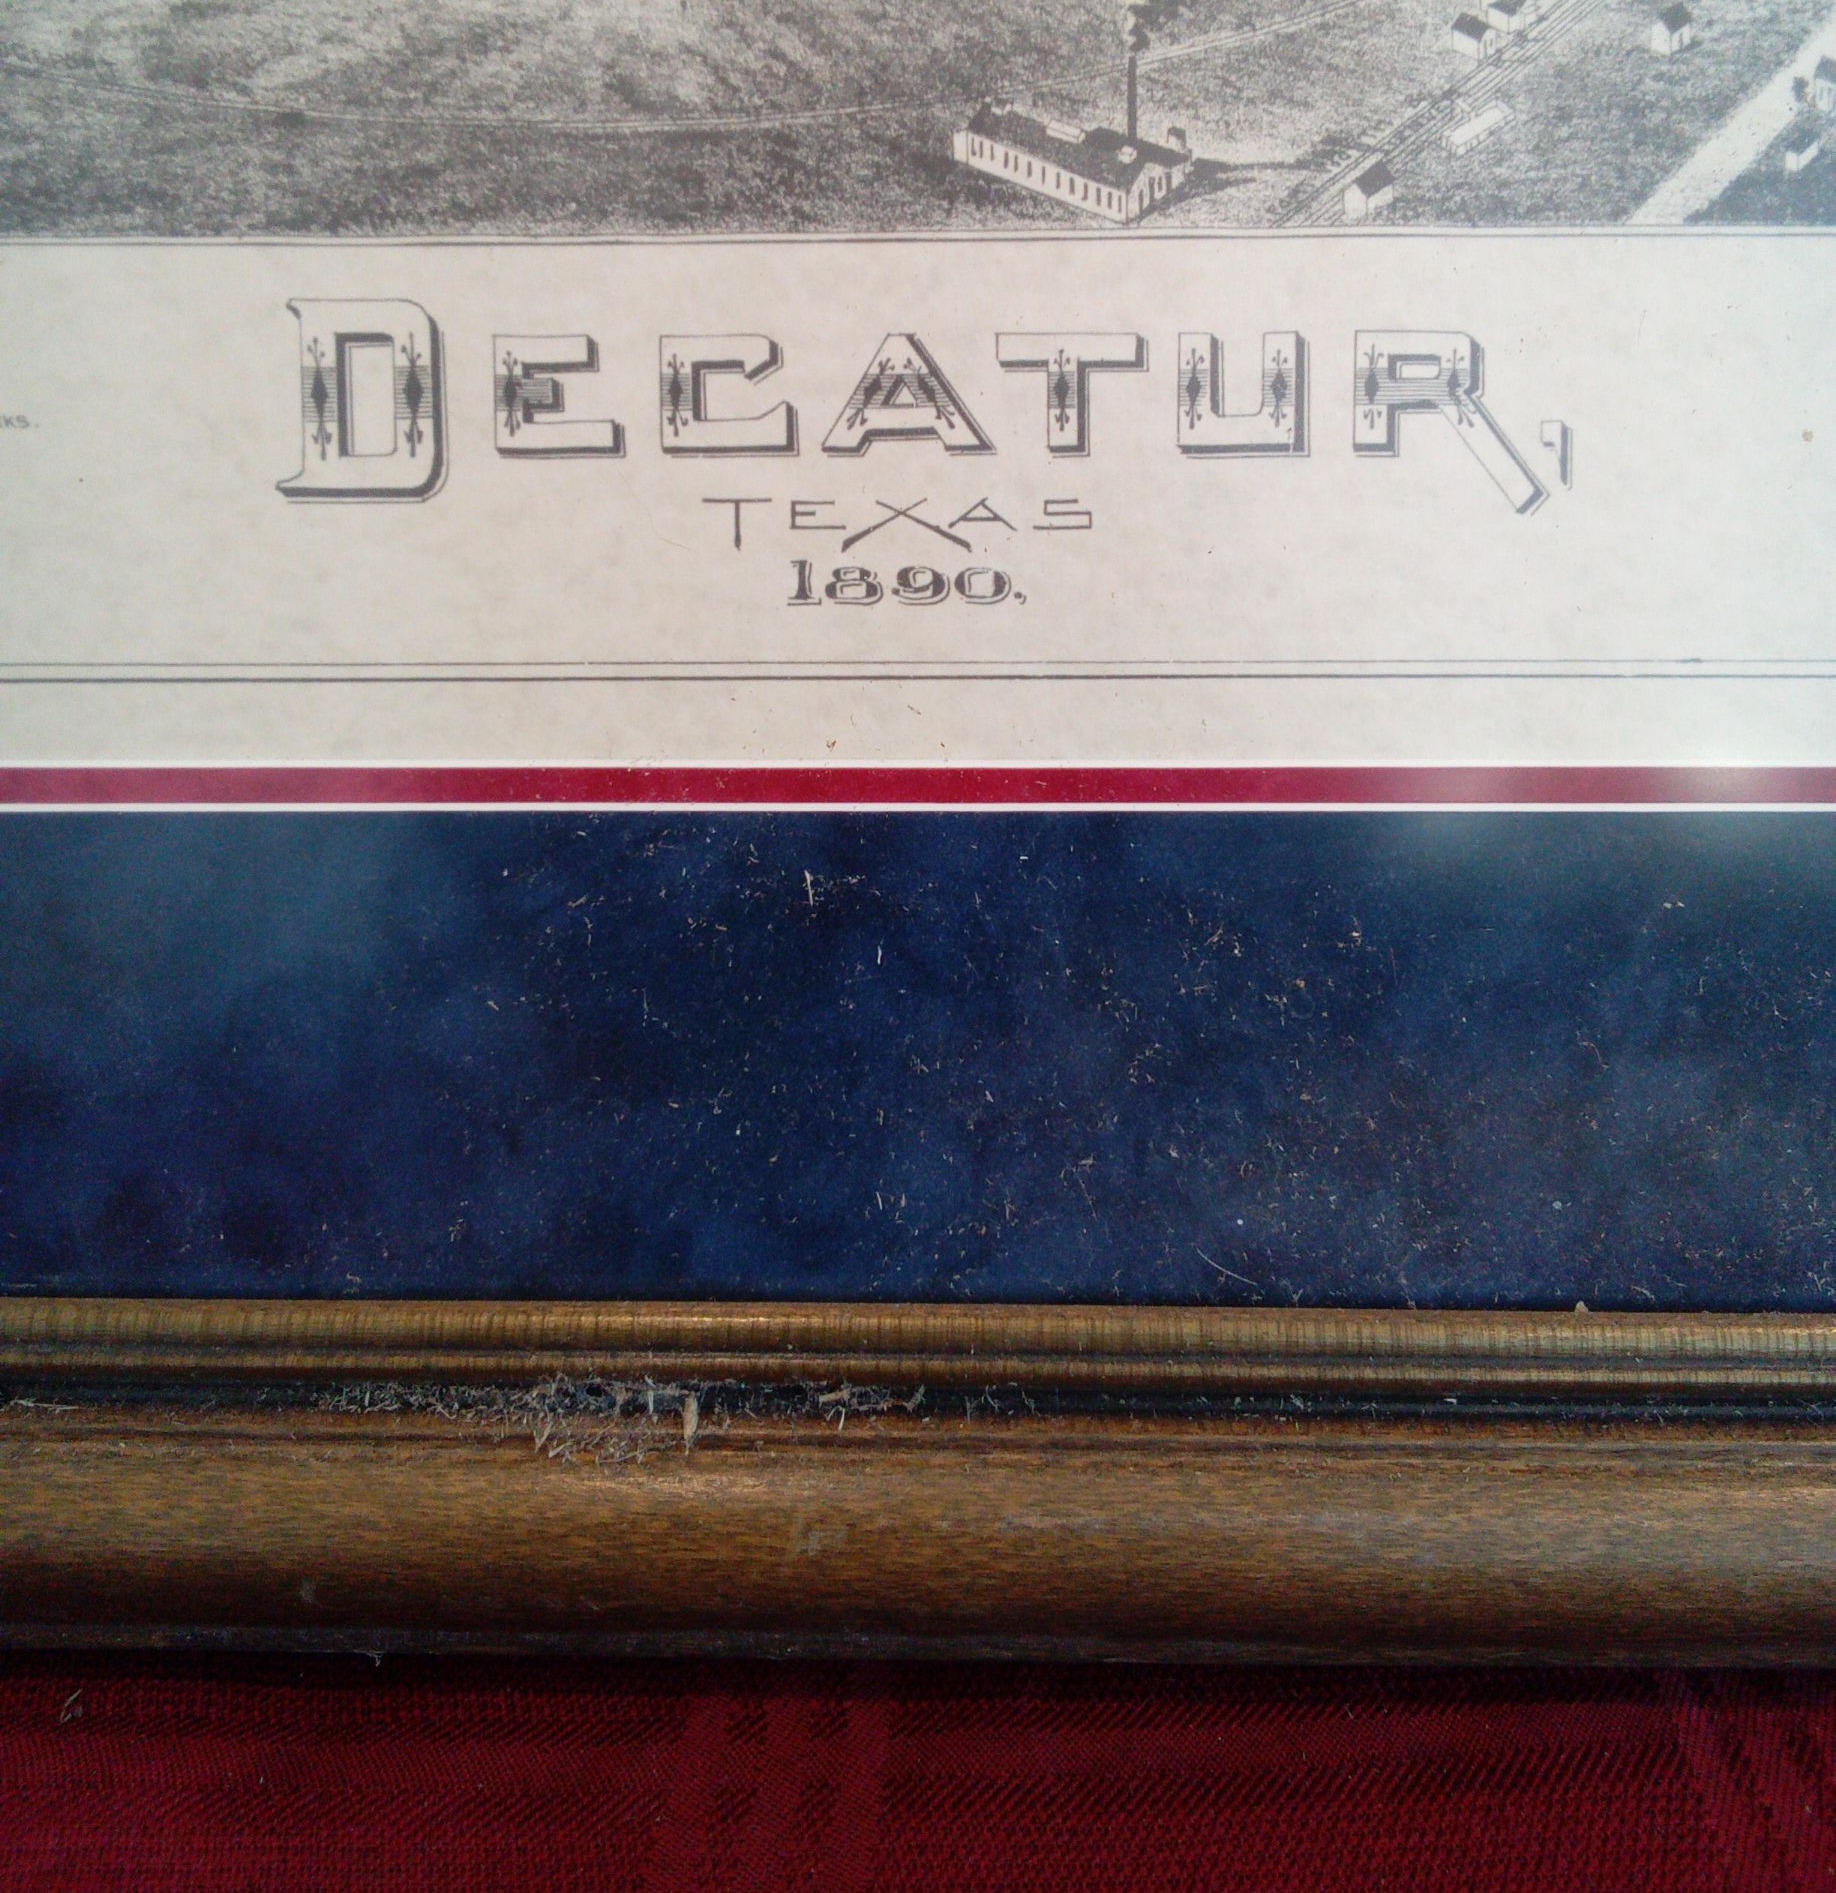 DECATUR,
TEXAS
1890.